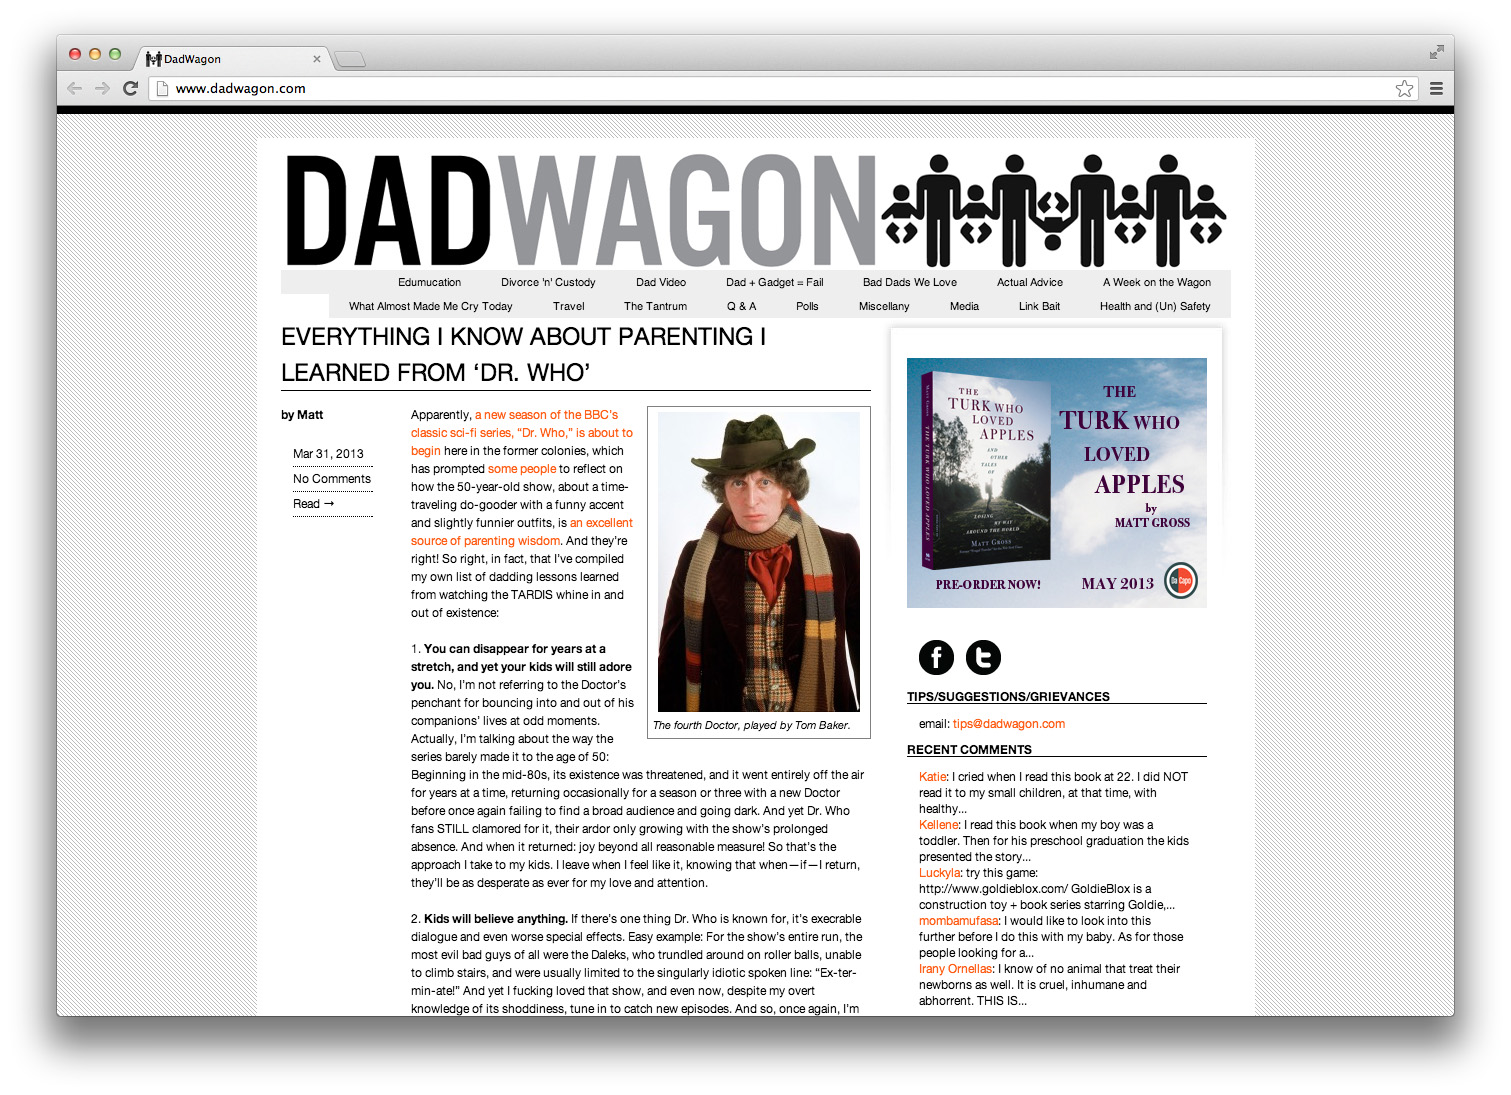 DadWagon
www.dadwagon.com
DADWAGON
Edumucation Divorce 'n' Custody Dad Video Dad + Gadget = Fail Bad Dads We Love Actual Advice A Week on the Wagon
What Almost Made Me Cry Today Travel The Tantrum Q & A Polls Miscellany Media Link Bait Health and (Un) Safety
EVERYTHING I KNOW ABOUT PARENTING I
LEARNED FROM ‘DR. WHO’
by Matt
Mar 31, 2013
No Comments
Read →
Apparently, a new season of the BBC’s
classic sci-fi series, “Dr. Who,” is about to
begin here in the former colonies, which
has prompted some people to reflect on
how the 50-year-old show, about a time-
traveling do-gooder with a funny accent
and slightly funnier outfits, is an excellent
source of parenting wisdom. And they’re
right! So right, in fact, that I’ve compiled
my own list of dadding lessons learned
from watching the TARDIS whine in and
out of existence:
The fourth Doctor, played by Tom Baker.
1. You can disappear for years at a
stretch, and yet your kids will still adore
you. No, I’m not referring to the Doctor’s
penchant for bouncing into and out of his
companions’ lives at odd moments.
Actually, I’m talking about the way the
series barely made it to the age of 50:
Beginning in the mid-80s, its existence was threatened, and it went entirely off the air
for years at a time, returning occasionally for a season or three with a new Doctor
before once again failing to find a broad audience and going dark. And yet Dr. Who
fans STILL clamored for it, their ardor only growing with the show’s prolonged
absence. And when it returned: joy beyond all reasonable measure! So that’s the
approach I take to my kids. I leave when I feel like it, knowing that when—if—I return,
they’ll be as desperate as ever for my love and attention.
2. Kids will believe anything. If there’s one thing Dr. Who is known for, it’s execrable
dialogue and even worse special effects. Easy example: For the show’s entire run, the
most evil bad guys of all were the Daleks, who trundled around on roller balls, unable
to climb stairs, and were usually limited to the singularly idiotic spoken line: “Ex-ter-
min-ate!” And yet I fucking loved that show, and even now, despite my overt
knowledge of its shoddiness, tune in to catch new episodes. And so, once again, I’m
THE
TURK WHO
LOVED
APPLES
AND
OTHER
TALES
OF
LOSING
MY WAY
AROUND THE WORLD
MATT GROSS
THE TURK WHO LOVED APPLES
THE
TURK WHO
LOVED
APPLES
by
MATT GROSS
PRE-ORDER NOW!
MAY 2013
Da Capo
TIPS/SUGGESTIONS/GRIEVANCES
email: tips@dadwagon.com
RECENT COMMENTS
Katie: I cried when I read this book at 22. I did NOT
read it to my small children, at that time, with
healthy...
Kellene: I read this book when my boy was a
toddler. Then for his preschool graduation the kids
presented the story...
Luckyla: try this game:
http://www.goldieblox.com/ GoldieBlox is a
construction toy + book series starring Goldie,...
mombamufasa: I would like to look into this
further before I do this with my baby. As for those
people looking for a...
Irany Ornellas: I know of no animal that treat their
newborns as well. It is cruel, inhumane and
abhorrent. THIS IS...